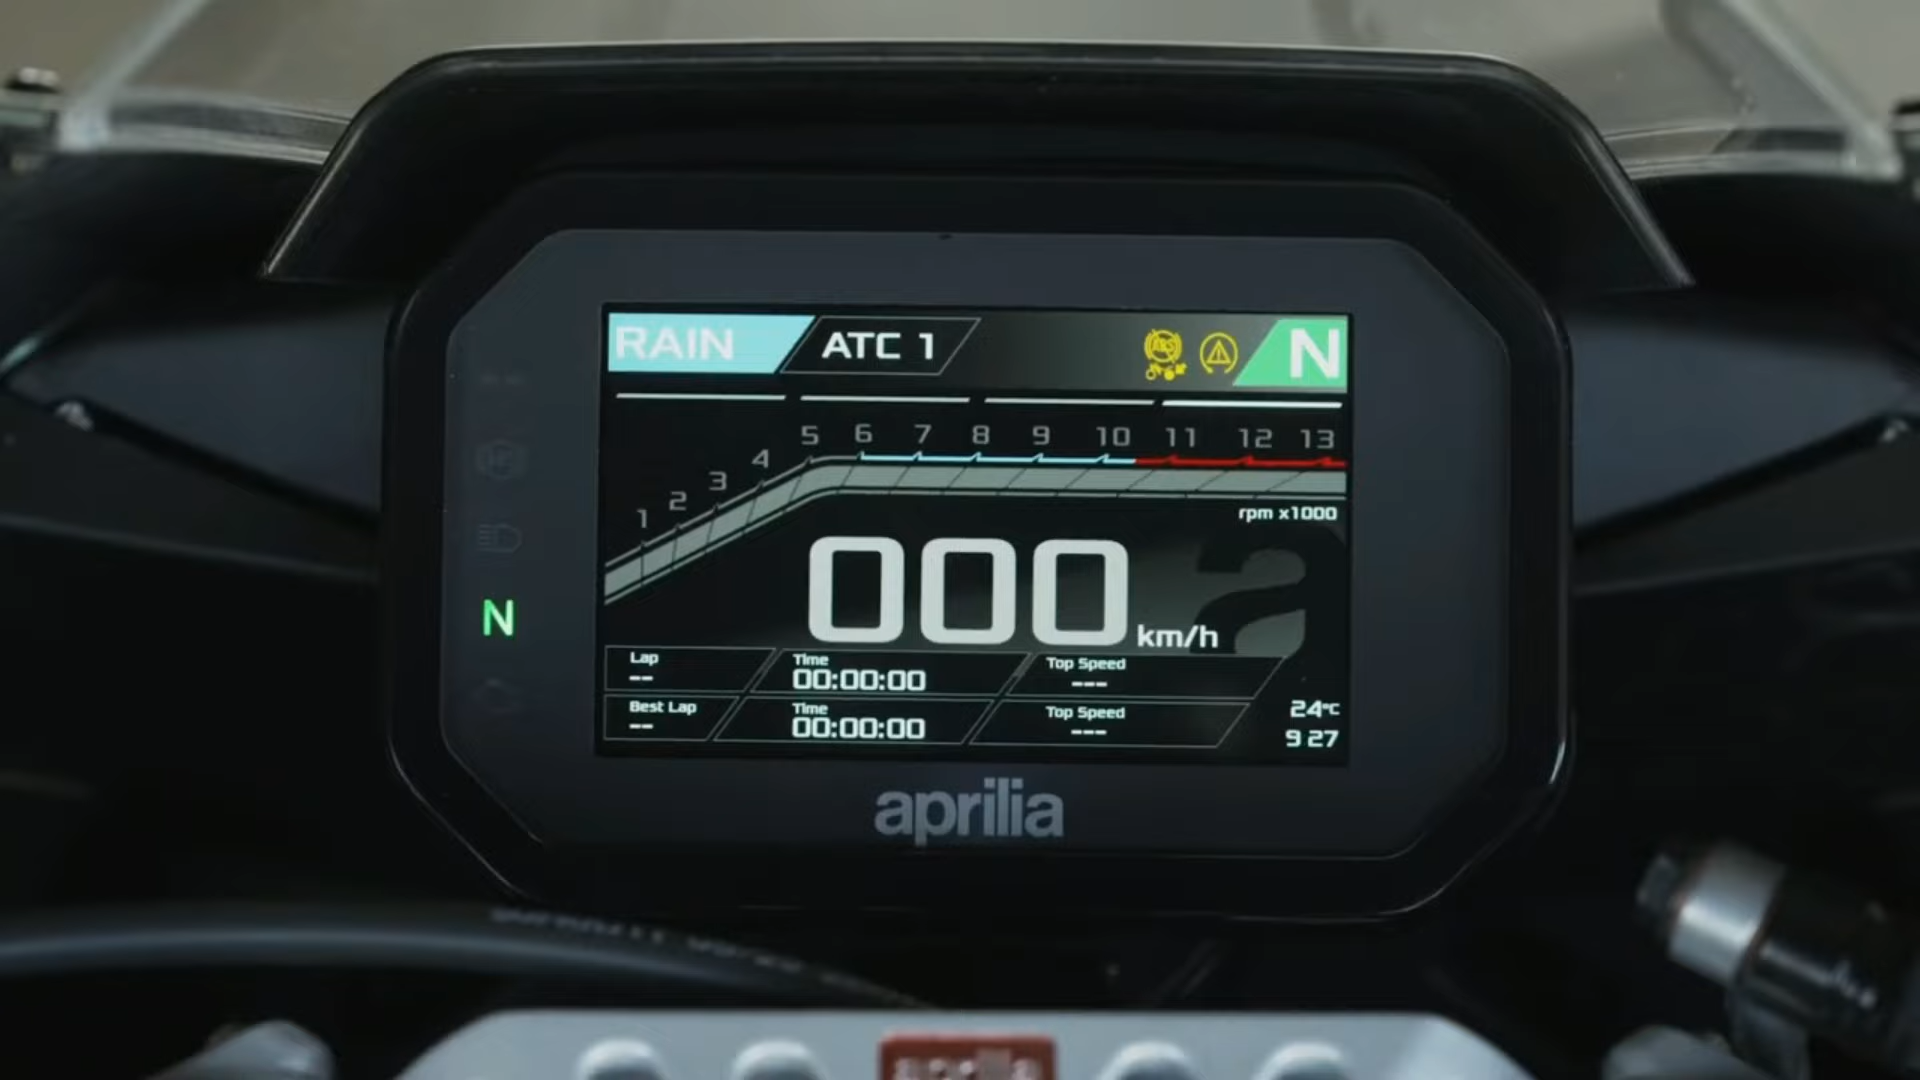 RAIN ATC 1 N
5 6 7 8 9 10 11 12 13
4
3
2
1
rpm x1000
000 km/h
2
N
Lap Time Top Speed
-- 00:00:00 ---
Best Lap Time Top Speed
-- 00:00:00 ---
24°C
9 27
aprilia
aprilia